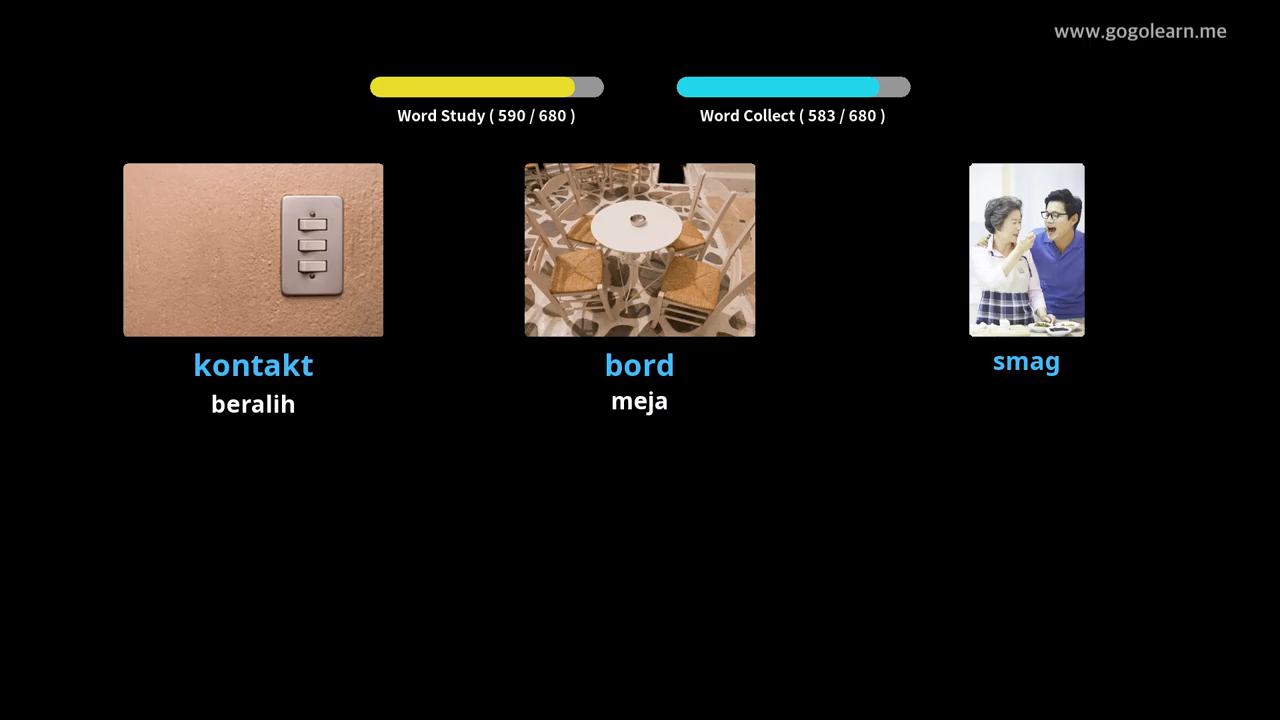 www.gogolearn.me
Word Study ( 590 / 680 )
Word Collect ( 583 / 680 )
kontakt
beralih
bord
meja
smag